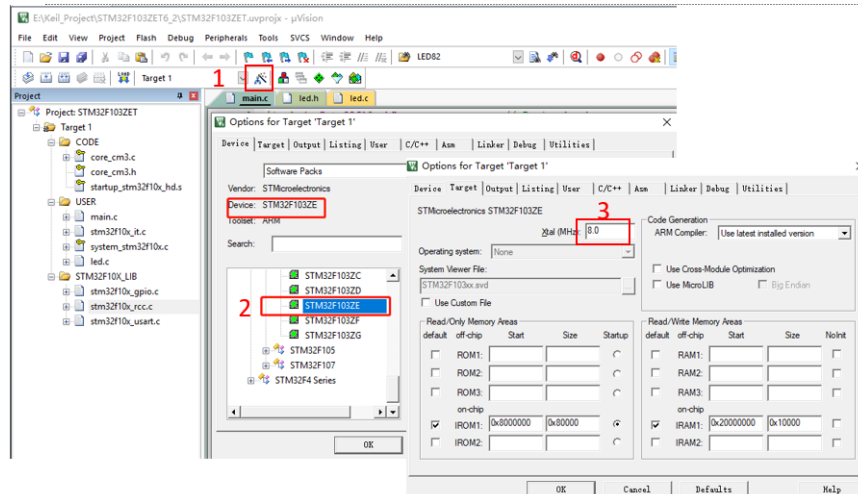 E:\Keil_Project\STM32F103ZET6_2\STM32F103ZET.uvprojx - µVision
File Edit View Project Flash Debug Peripherals Tools SVCS Window Help
LED82
Target 1
1
Project
main.c led.h led.c
Project: STM32F103ZET
Target 1
CODE
core_cm3.c
core_cm3.h
startup_stm32f10x_hd.s
USER
main.c
stm32f10x_it.c
system_stm32f10x.c
led.c
STM32F10X_LIB
stm32f10x_gpio.c
stm32f10x_rcc.c
stm32f10x_usart.c
Options for Target 'Target 1'
Device Target Output Listing User C/C++ Asm Linker Debug Utilities
Software Packs
Vendor: STMicroelectronics
Device: STM32F103ZE
Toolset: ARM
Search:
STM32F103ZC
STM32F103ZD
2
STM32F103ZE
STM32F103ZF
STM32F103ZG
STM32F105
STM32F107
STM32F4 Series
OK
Options for Target 'Target 1'
Device Target Output Listing User C/C++ Asm Linker Debug Utilities
STMicroelectronics STM32F103ZE
3
Xtal (MHz): 8.0
Operating system: None
System Viewer File:
STM32F103xx.svd
...
Use Custom File
Code Generation
ARM Compiler: Use latest installed version
Use Cross-Module Optimization
Use MicroLIB Big Endian
Read/Only Memory Areas
default off-chip Start Size Startup
ROM1:
ROM2:
ROM3:
on-chip
IROM1: 0x8000000 0x80000
IROM2:
Read/Write Memory Areas
default off-chip Start Size NoInit
RAM1:
RAM2:
RAM3:
on-chip
IRAM1: 0x20000000 0x10000
IRAM2:
OK Cancel Defaults Help